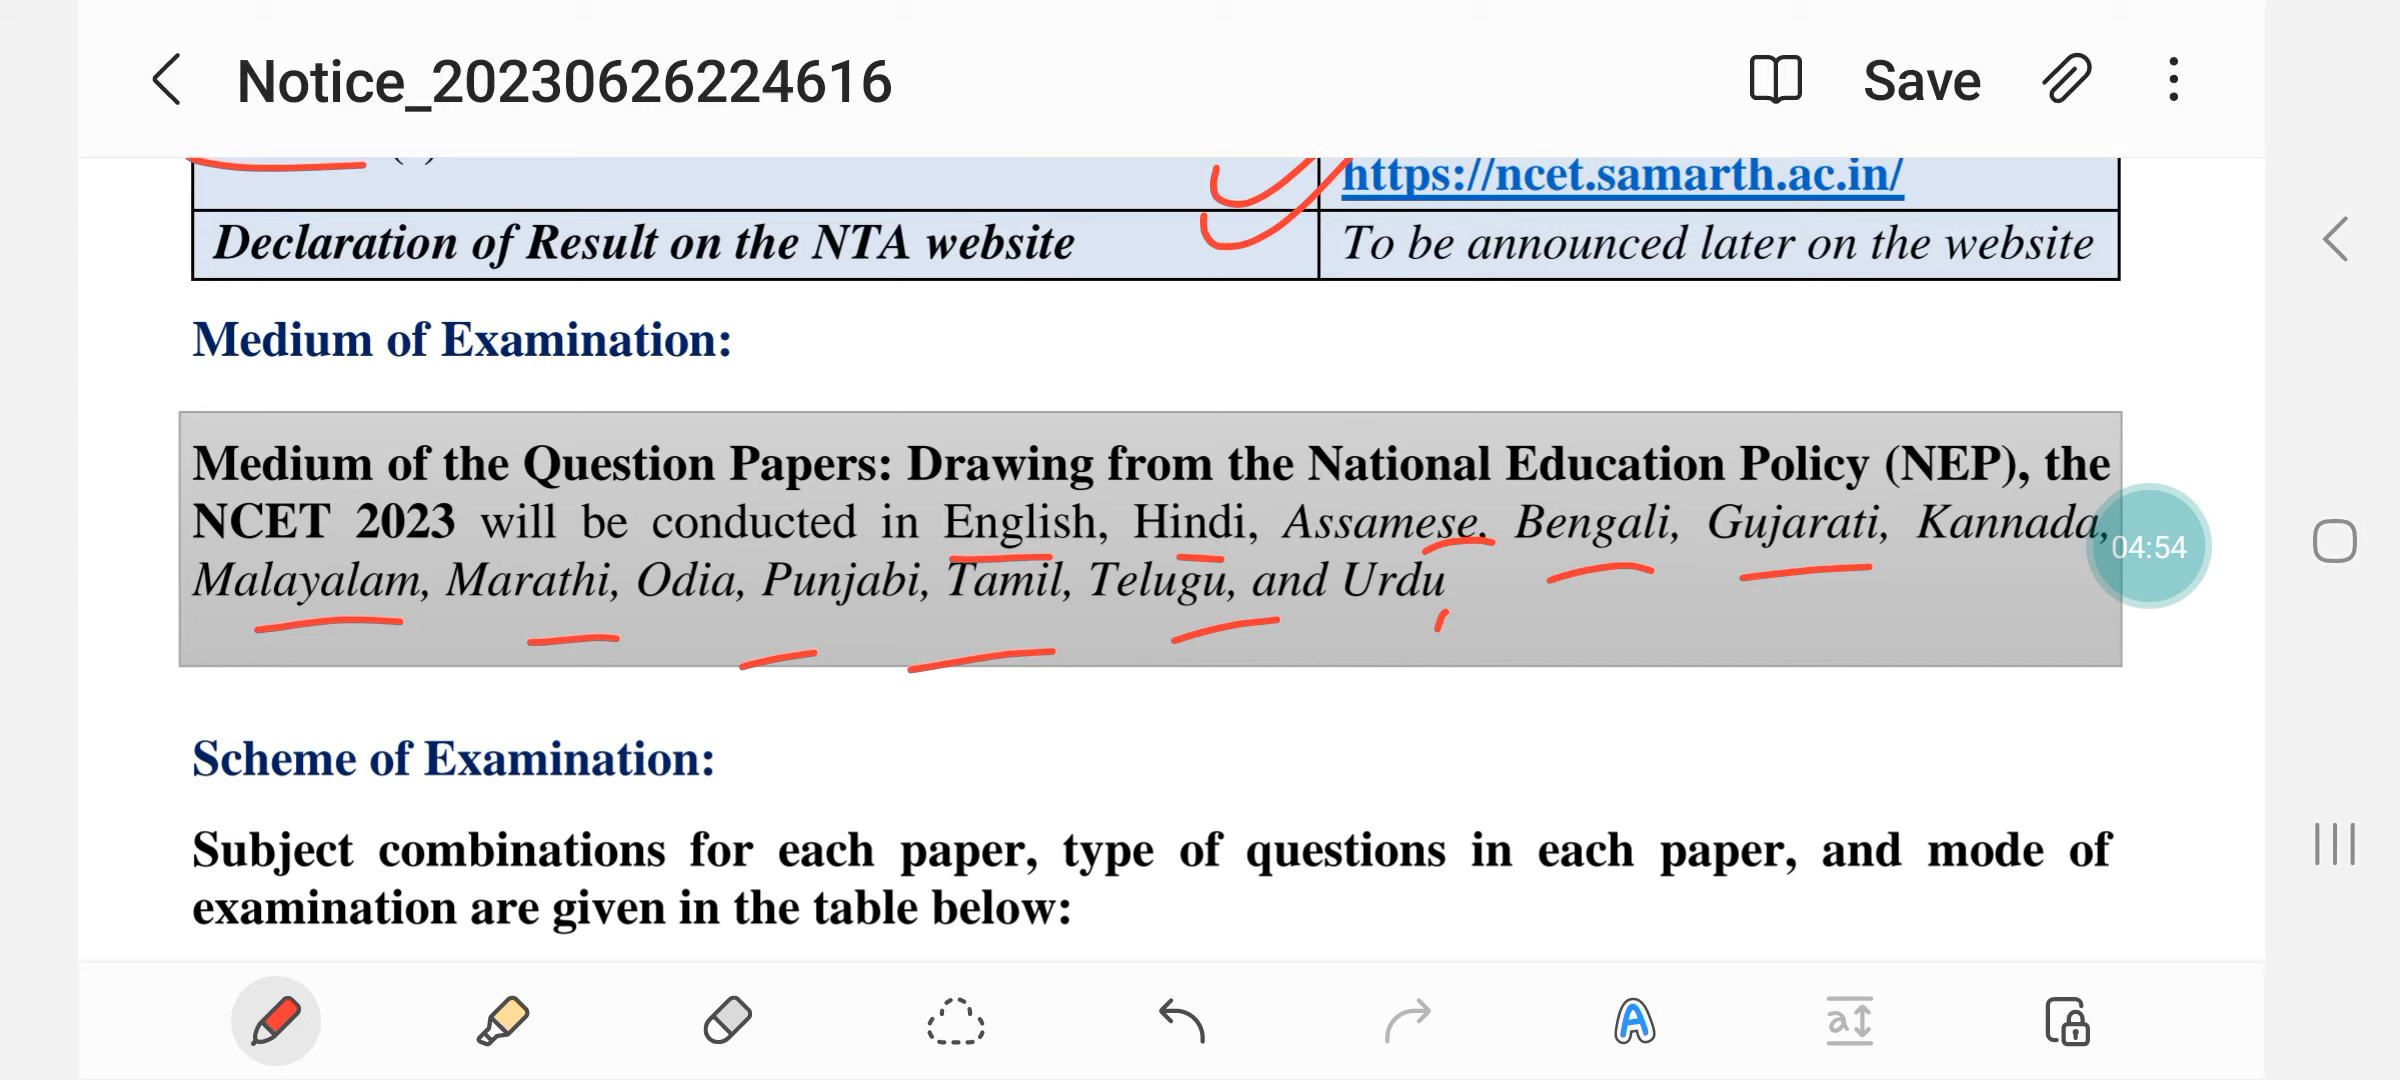 Notice_20230626224616
Save
https://ncet.samarth.ac.in/
Declaration of Result on the NTA website
To be announced later on the website
Medium of Examination:
Medium of the Question Papers: Drawing from the National Education Policy (NEP), the
NCET 2023 will be conducted in English, Hindi, Assamese, Bengali, Gujarati, Kannada,
Malayalam, Marathi, Odia, Punjabi, Tamil, Telugu, and Urdu
04:54
Scheme of Examination:
Subject combinations for each paper, type of questions in each paper, and mode of
examination are given in the table below: